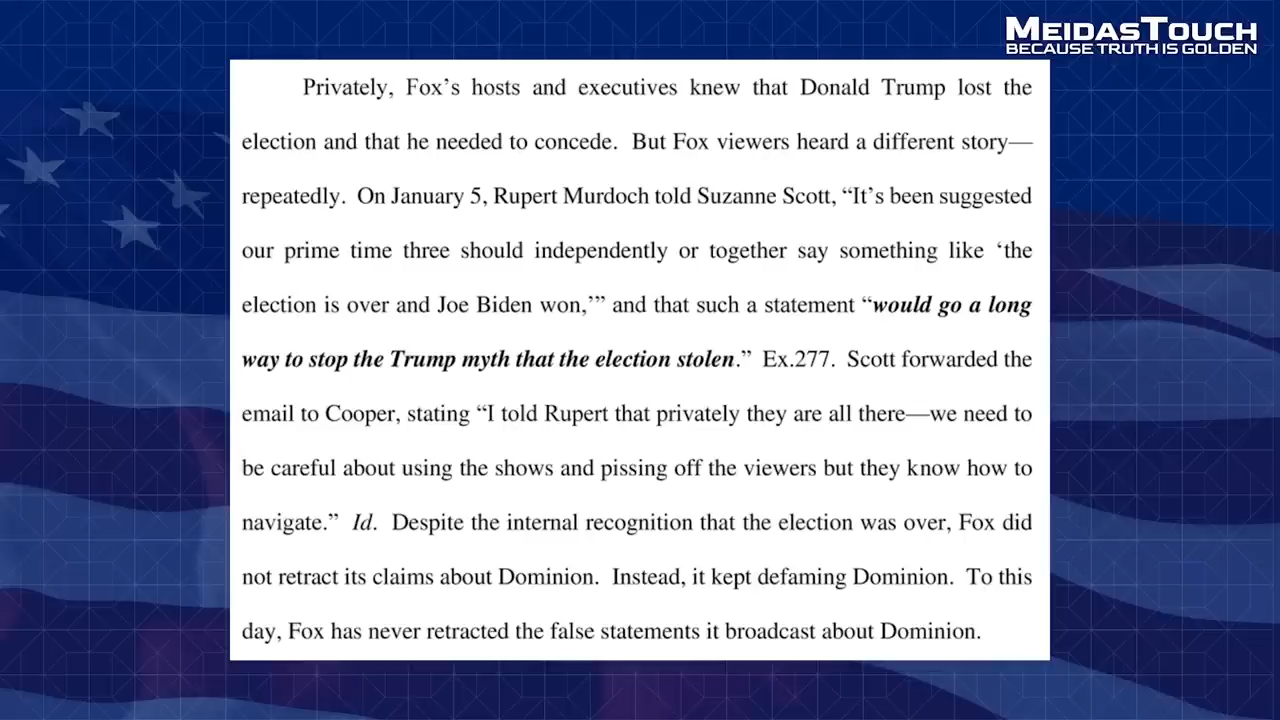 MEIDASTOUCH
BECAUSE TRUTH IS GOLDEN
Privately, Fox’s hosts and executives knew that Donald Trump lost the
election and that he needed to concede. But Fox viewers heard a different story—
repeatedly. On January 5, Rupert Murdoch told Suzanne Scott, “It’s been suggested
our prime time three should independently or together say something like ‘the
election is over and Joe Biden won,’” and that such a statement “would go a long
way to stop the Trump myth that the election stolen.” Ex.277. Scott forwarded the
email to Cooper, stating “I told Rupert that privately they are all there—we need to
be careful about using the shows and pissing off the viewers but they know how to
navigate.” Id. Despite the internal recognition that the election was over, Fox did
not retract its claims about Dominion. Instead, it kept defaming Dominion. To this
day, Fox has never retracted the false statements it broadcast about Dominion.